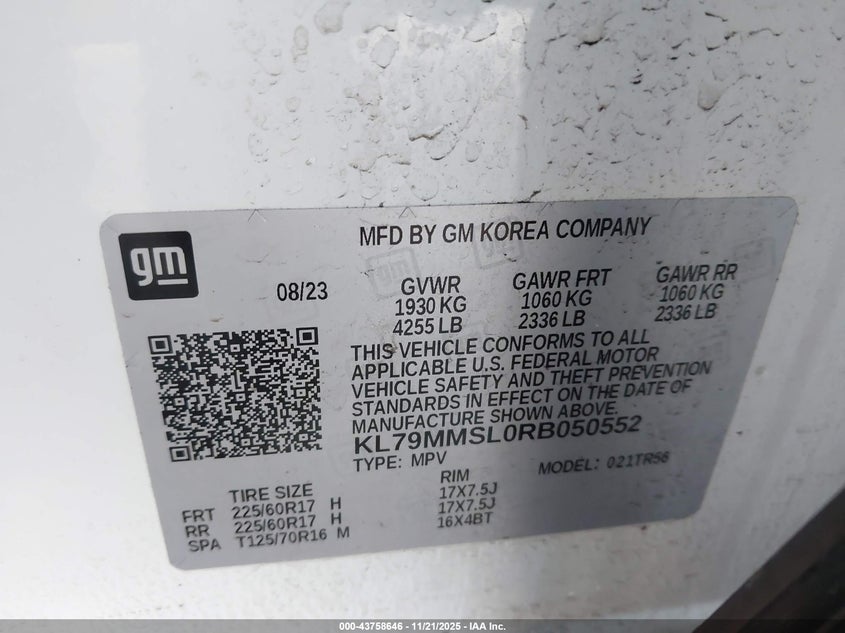 gm
MFD BY GM KOREA COMPANY
08/23
GVWR GAWR FRT GAWR RR
1930 KG 1060 KG 1060 KG
4255 LB 2336 LB 2336 LB
THIS VEHICLE CONFORMS TO ALL
APPLICABLE U.S. FEDERAL MOTOR
VEHICLE SAFETY AND THEFT PREVENTION
STANDARDS IN EFFECT ON THE DATE OF
MANUFACTURE SHOWN ABOVE.
KL79MMSL0RB050552
TYPE: MPV MODEL: 021TR56
TIRE SIZE RIM
FRT 225/60R17 H 17X7.5J
RR 225/60R17 H 17X7.5J
SPA T125/70R16 M 16X4BT
000-43758646 - 11/21/2025 - IAA Inc.